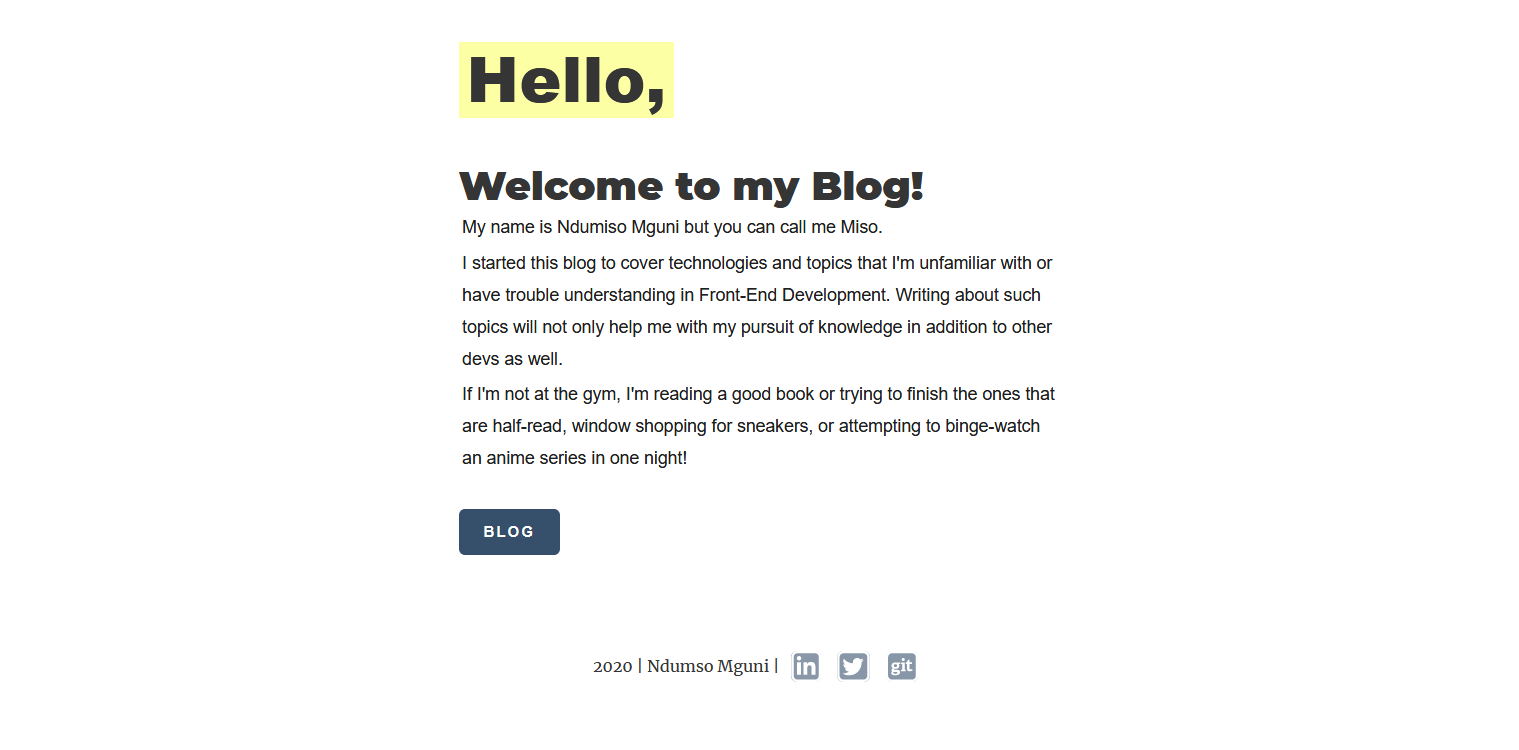 Hello,
Welcome to my Blog!
My name is Ndumiso Mguni but you can call me Miso.
I started this blog to cover technologies and topics that I'm unfamiliar with or
have trouble understanding in Front-End Development. Writing about such
topics will not only help me with my pursuit of knowledge in addition to other
devs as well.
If I'm not at the gym, I'm reading a good book or trying to finish the ones that
are half-read, window shopping for sneakers, or attempting to binge-watch
an anime series in one night!
BLOG
2020 | Ndumso Mguni | in git